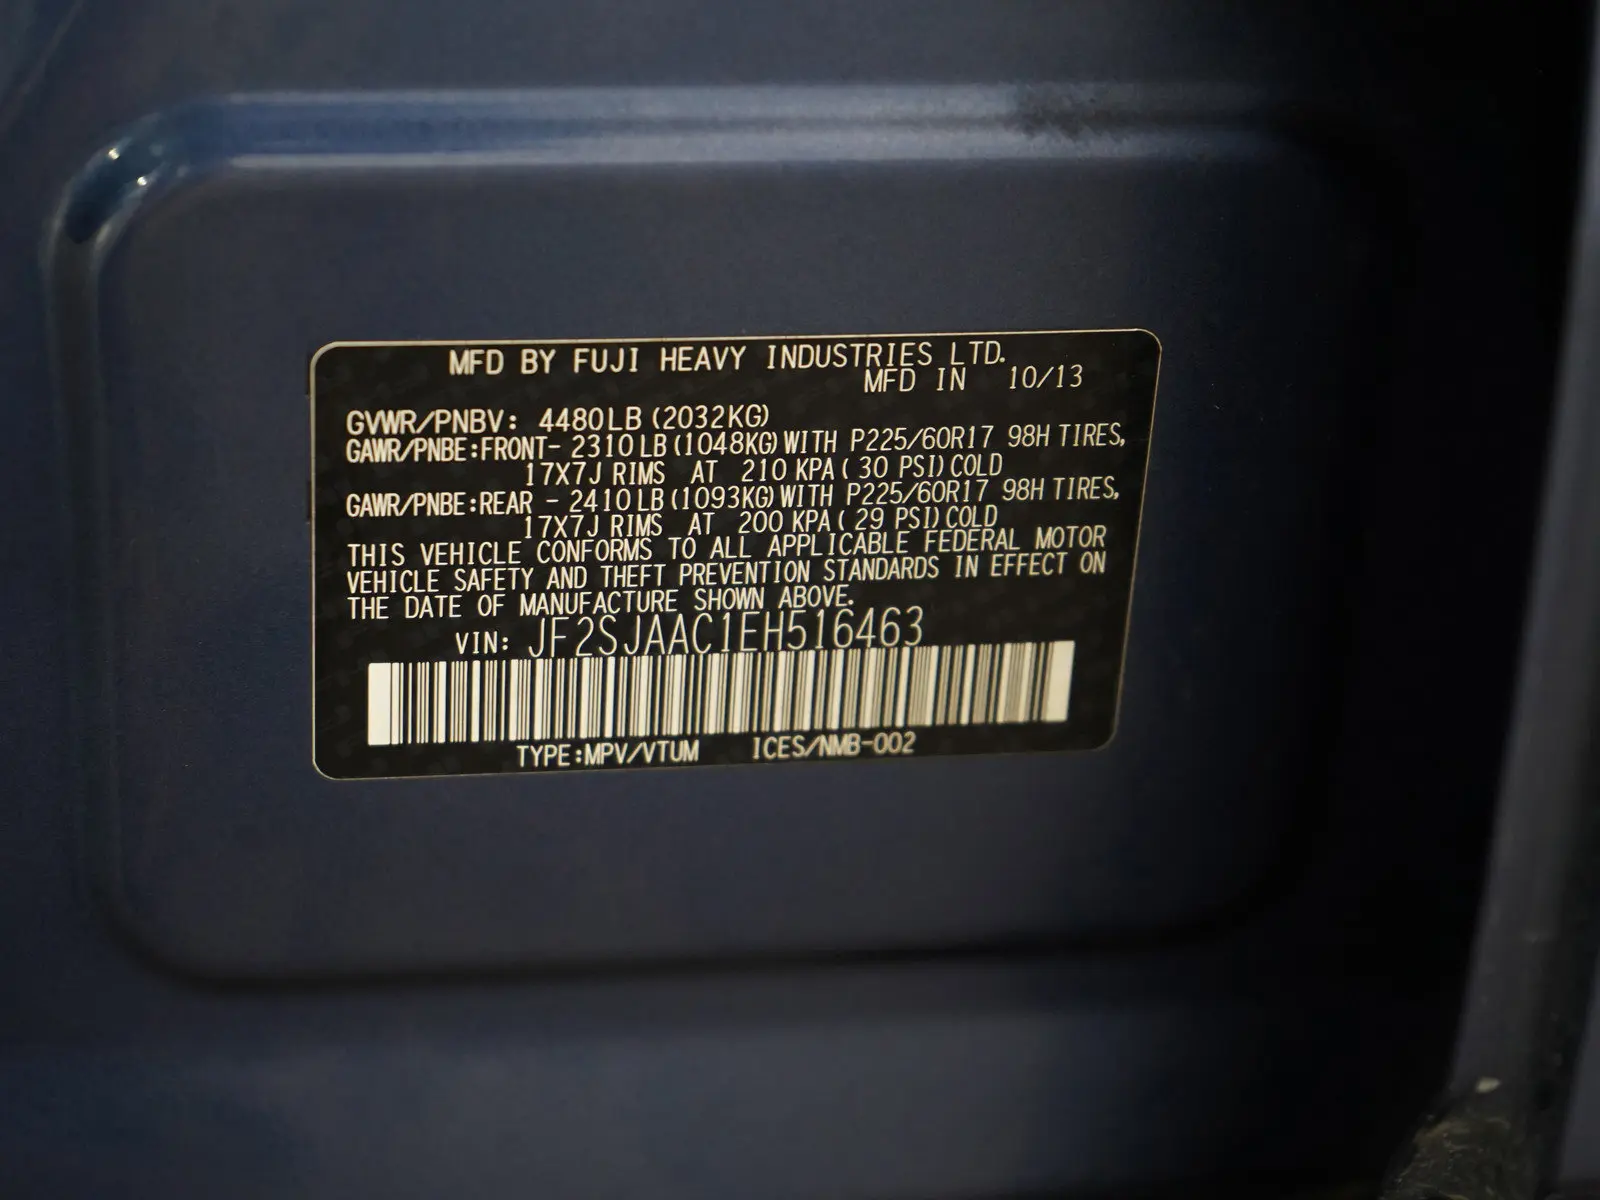 MFD BY FUJI HEAVY INDUSTRIES LTD.
MFD IN 10/13
GVWR/PNBV: 4480LB (2032KG)
GAWR/PNBE:FRONT- 2310 LB (1048KG) WITH P225/60R17 98H TIRES,
17X7J RIMS AT 210 KPA ( 30 PSI) COLD
GAWR/PNBE:REAR - 2410 LB (1093KG) WITH P225/60R17 98H TIRES,
17X7J RIMS AT 200 KPA ( 29 PSI) COLD
THIS VEHICLE CONFORMS TO ALL APPLICABLE FEDERAL MOTOR
VEHICLE SAFETY AND THEFT PREVENTION STANDARDS IN EFFECT ON
THE DATE OF MANUFACTURE SHOWN ABOVE.
VIN: JF2SJAAC1EH516463
TYPE:MPV/VTUM ICES/NMB-002